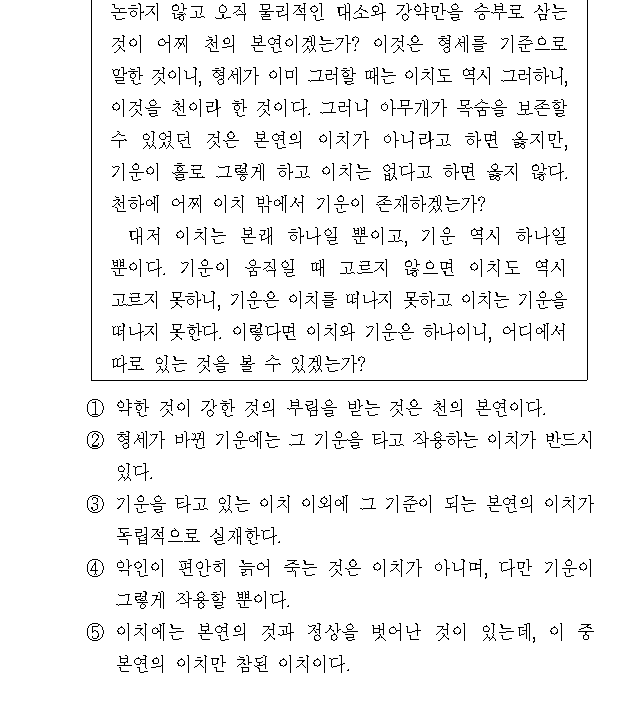 논하지 않고 오직 물리적인 대소와 강약만을 승부로 삼는
것이 어찌 천의 본연이겠는가? 이것은 형세를 기준으로
말한 것이니, 형세가 이미 그러할 때는 이치도 역시 그러하니,
이것을 천이라 한 것이다. 그러니 아무개가 목숨을 보존할
수 있었던 것은 본연의 이치가 아니라고 하면 옳지만,
기운이 홀로 그렇게 하고 이치는 없다고 하면 옳지 않다.
천하에 어찌 이치 밖에서 기운이 존재하겠는가?
대저 이치는 본래 하나일 뿐이고, 기운 역시 하나일
뿐이다. 기운이 움직일 때 고르지 않으면 이치도 역시
고르지 못하니, 기운은 이치를 떠나지 못하고 이치는 기운을
떠나지 못한다. 이렇다면 이치와 기운은 하나이니, 어디에서
따로 있는 것을 볼 수 있겠는가?
① 약한 것이 강한 것의 부림을 받는 것은 천의 본연이다.
② 형세가 바뀐 기운에는 그 기운을 타고 작용하는 이치가 반드시
있다.
③ 기운을 타고 있는 이치 이외에 그 기준이 되는 본연의 이치가
독립적으로 실재한다.
④ 악인이 편안히 늙어 죽는 것은 이치가 아니며, 다만 기운이
그렇게 작용할 뿐이다.
⑤ 이치에는 본연의 것과 정상을 벗어난 것이 있는데, 이 중
본연의 이치만 참된 이치이다.